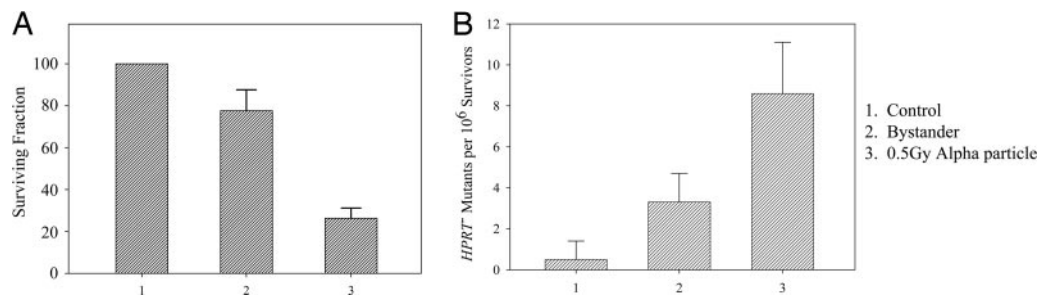 A
Surviving Fraction
100
80
60
40
20
0
1 2 3
B
HPRT- Mutants per 10^6 Survivors
12
10
8
6
4
2
0
1 2 3
1. Control
2. Bystander
3. 0.5Gy Alpha particle